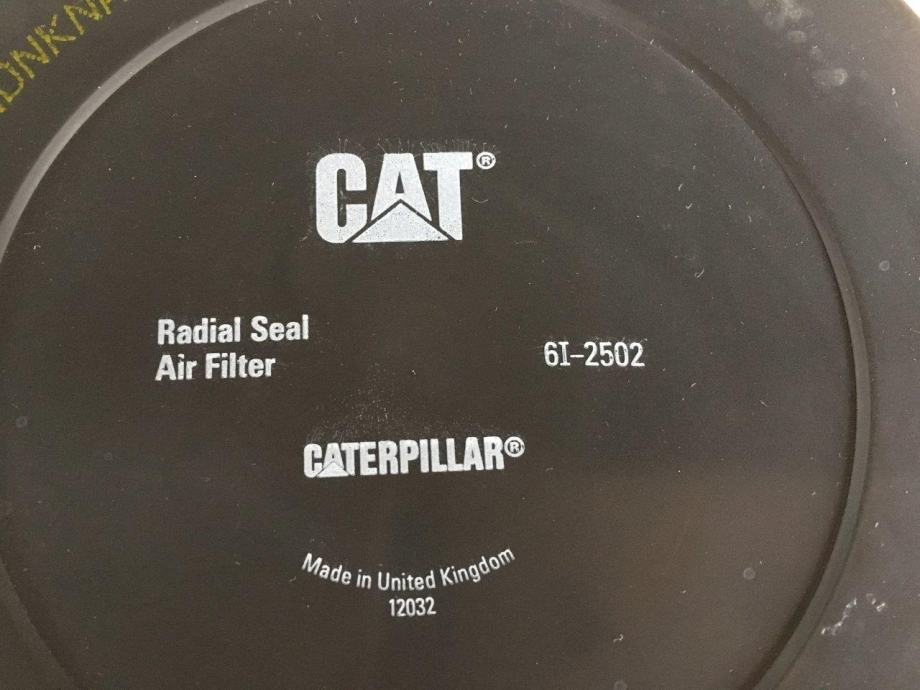 CAT®
Radial Seal
Air Filter
6I-2502
CATERPILLAR®
Made in United Kingdom
12032